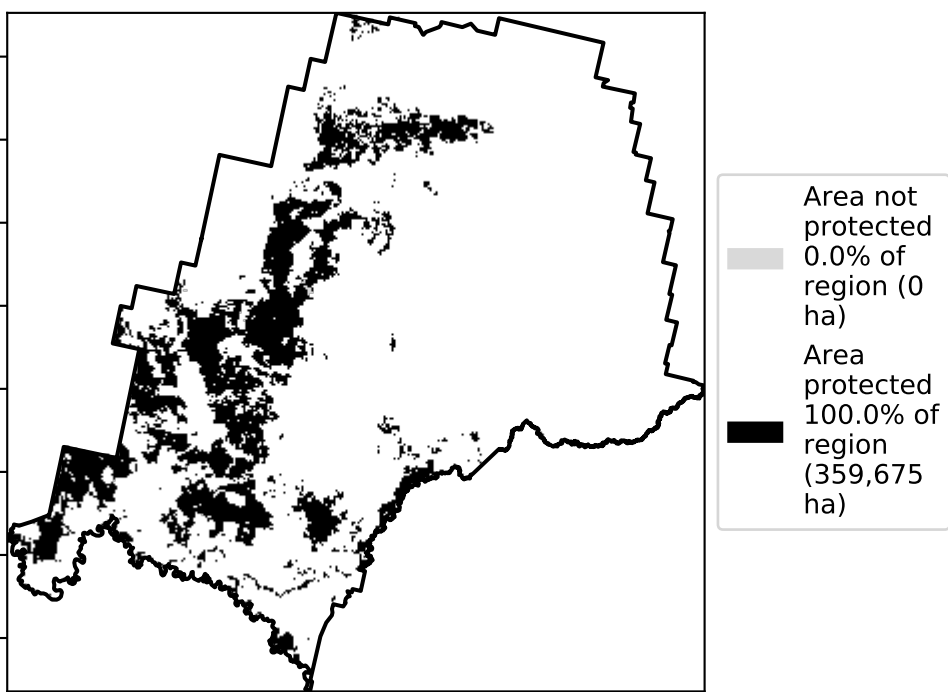 Area not
protected
0.0% of
region (0
ha)
Area
protected
100.0% of
region
(359,675
ha)